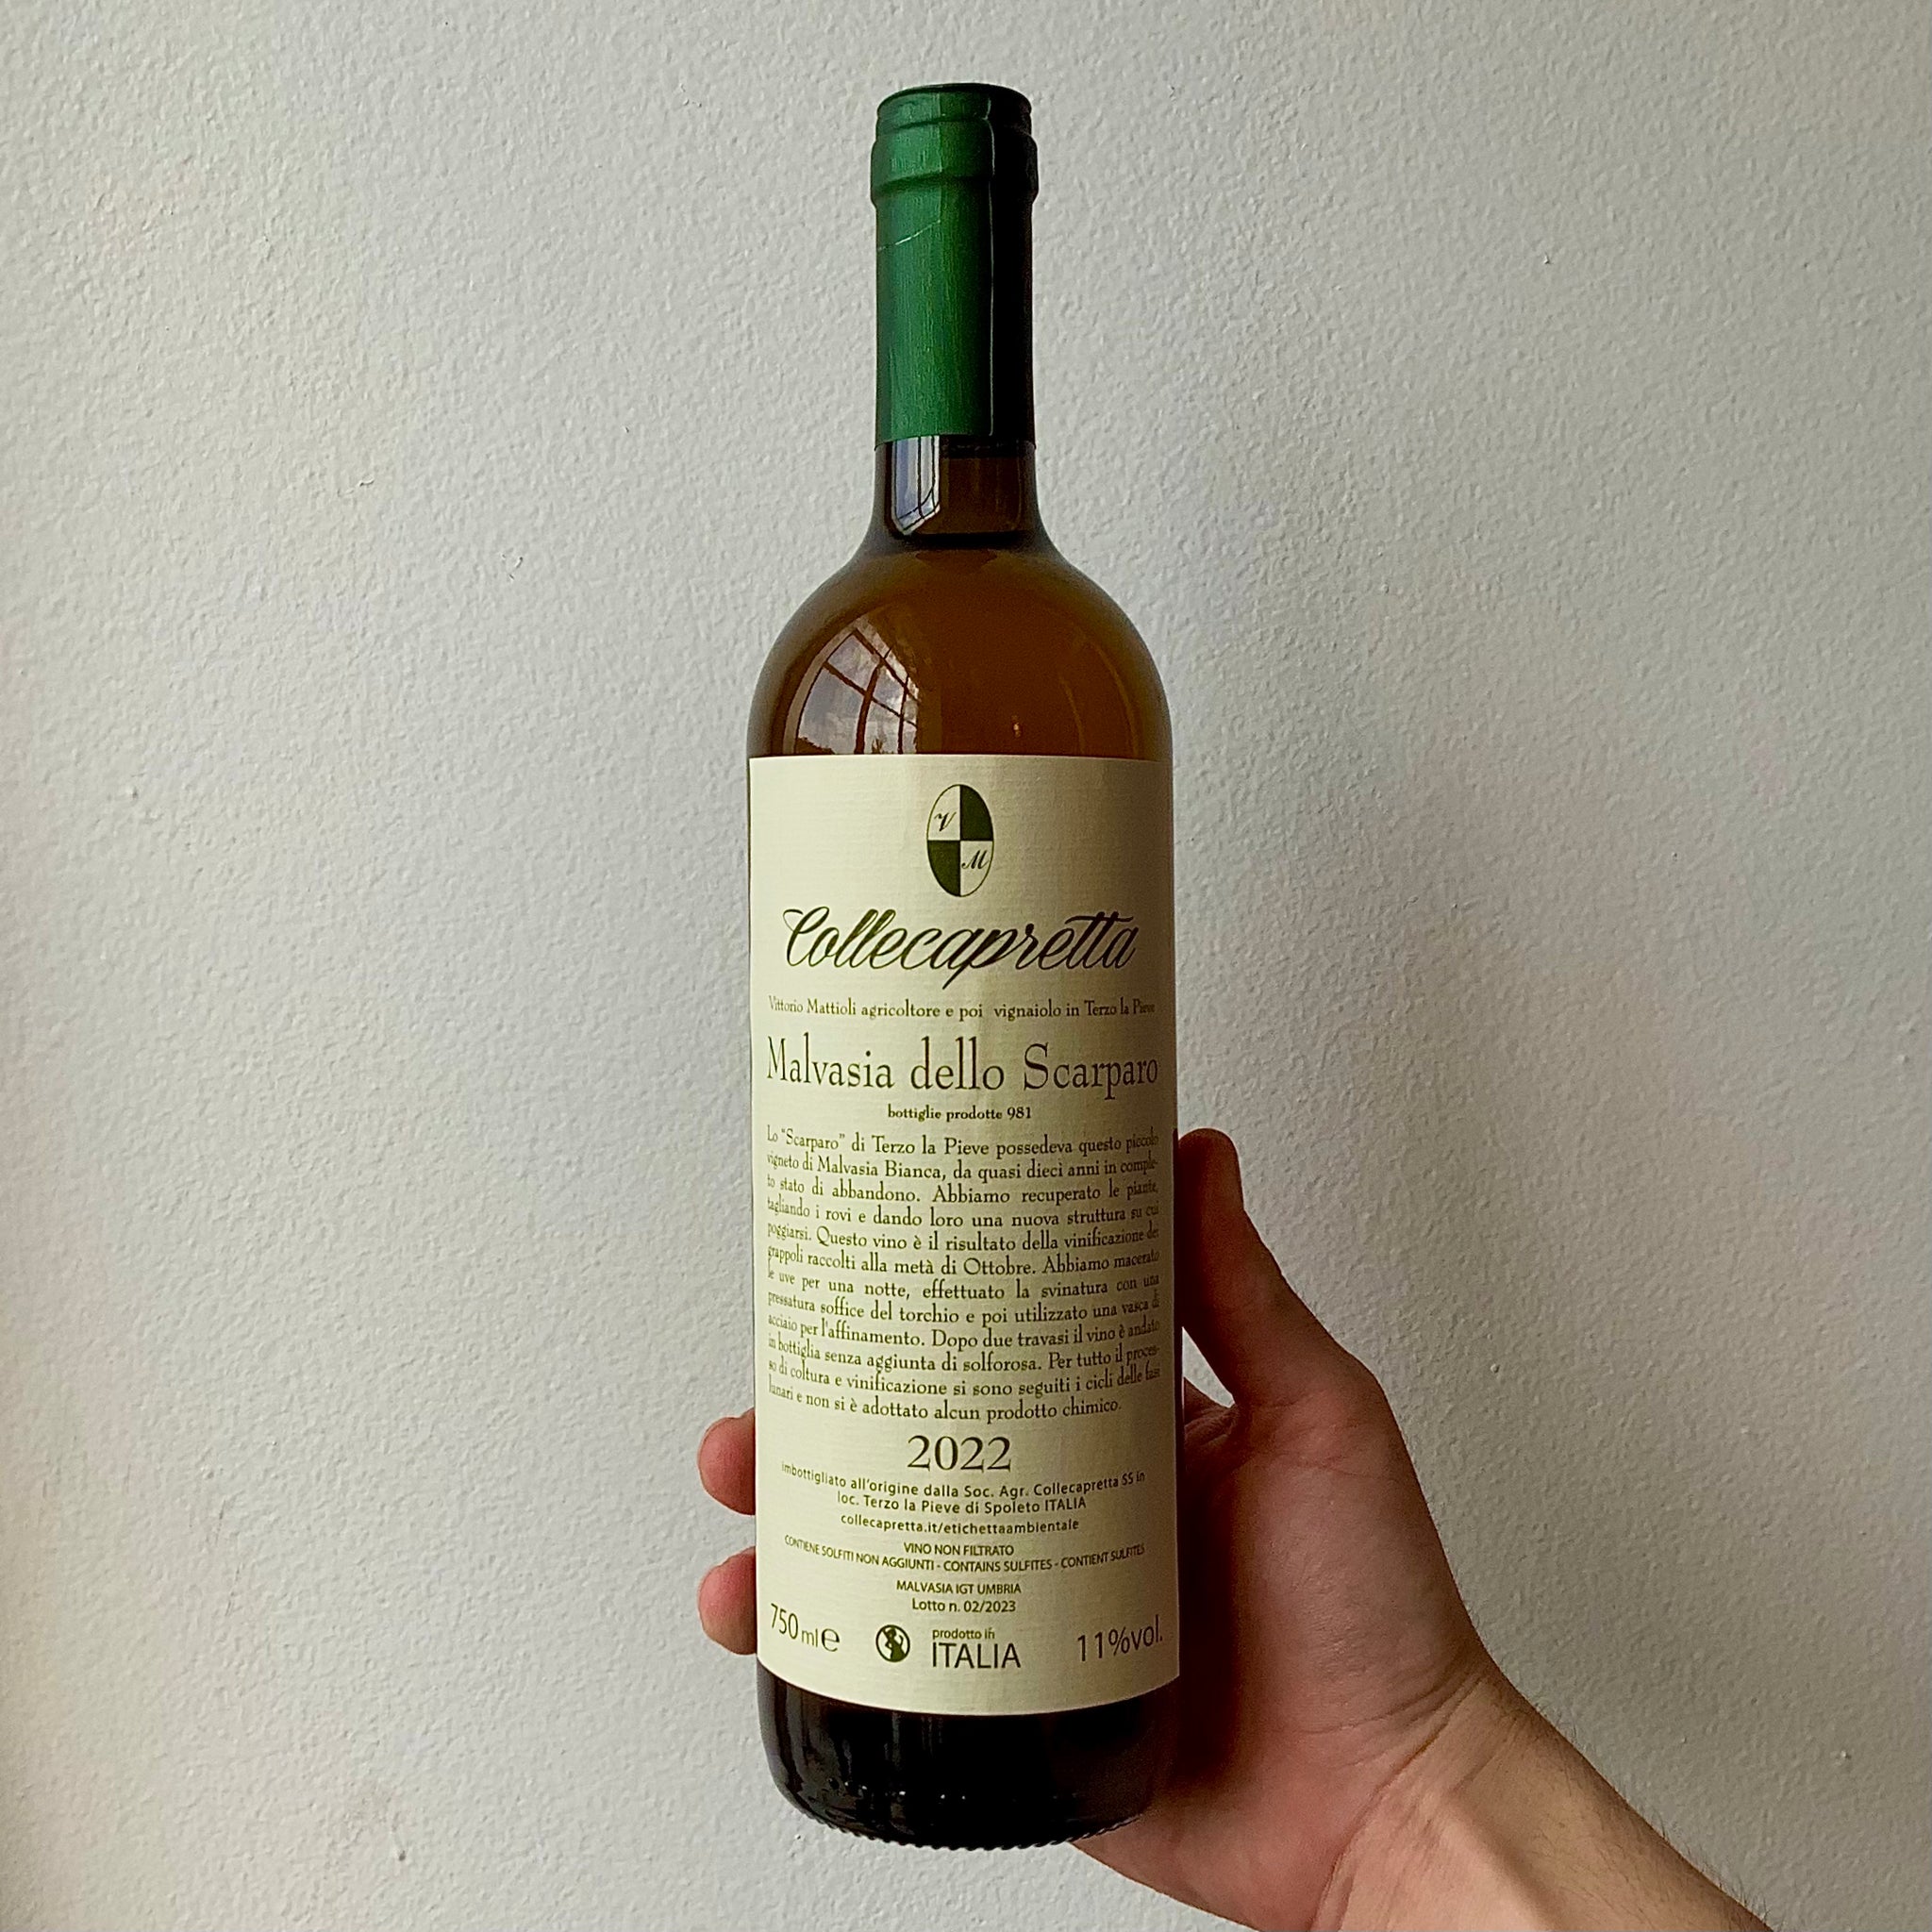 V
M
Collecapretta
Vittorio Mattioli agricoltore e poi vignaiolo in Terzo la Pieve
Malvasia dello Scarparo
bottiglie prodotte 981
Lo "Scarparo" di Terzo la Pieve possedeva questo piccolo
vigneto di Malvasia Bianca, da quasi dieci anni in comple-
to stato di abbandono. Abbiamo recuperato le piante,
tagliando i rovi e dando loro una nuova struttura su cui
poggiarsi. Questo vino è il risultato della vinificazione dei
grappoli raccolti alla metà di Ottobre. Abbiamo macerato
le uve per una notte, effettuato la svinatura con una
pressatura soffice del torchio e poi utilizzato una vasca di
acciaio per l'affinamento. Dopo due travasi il vino è andato
in bottiglia senza aggiunta di solforosa. Per tutto il proces-
so di coltura e vinificazione si sono seguiti i cicli delle fasi
lunari e non si è adottato alcun prodotto chimico.
2022
imbottigliato all'origine dalla Soc. Agr. Collecapretta SS in
loc. Terzo la Pieve di Spoleto ITALIA
collecapretta.it/etichettaambientale
VINO NON FILTRATO
CONTIENE SOLFITI NON AGGIUNTI - CONTAINS SULFITES - CONTIENT SULFITES
MALVASIA IGT UMBRIA
Lotto n. 02/2023
750 ml e
prodotto in
ITALIA
11%vol.